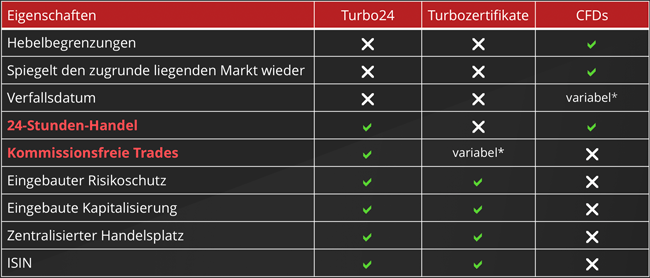 Eigenschaften Turbo24 Turbozertifikate CFDs
Hebelbegrenzungen
Spiegelt den zugrunde liegenden Markt wieder
Verfallsdatum variabel*
24-Stunden-Handel
Kommissionsfreie Trades variabel*
Eingebauter Risikoschutz
Eingebaute Kapitalisierung
Zentralisierter Handelsplatz
ISIN